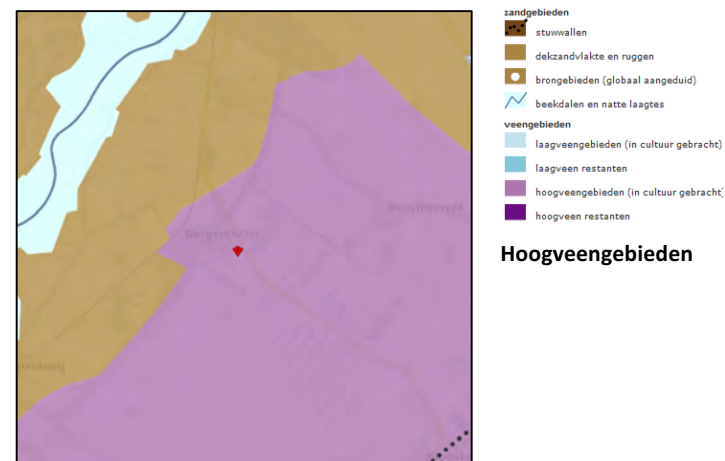 zandgebieden
stuwwallen
dekzandvlakte en ruggen
brongebieden (globaal aangeduid)
beekdalen en natte laagtes
veengebieden
laagveengebieden (in cultuur gebracht)
laagveen restanten
hoogveengebieden (in cultuur gebracht)
hoogveen restanten
Hoogveengebieden
Bergentheim